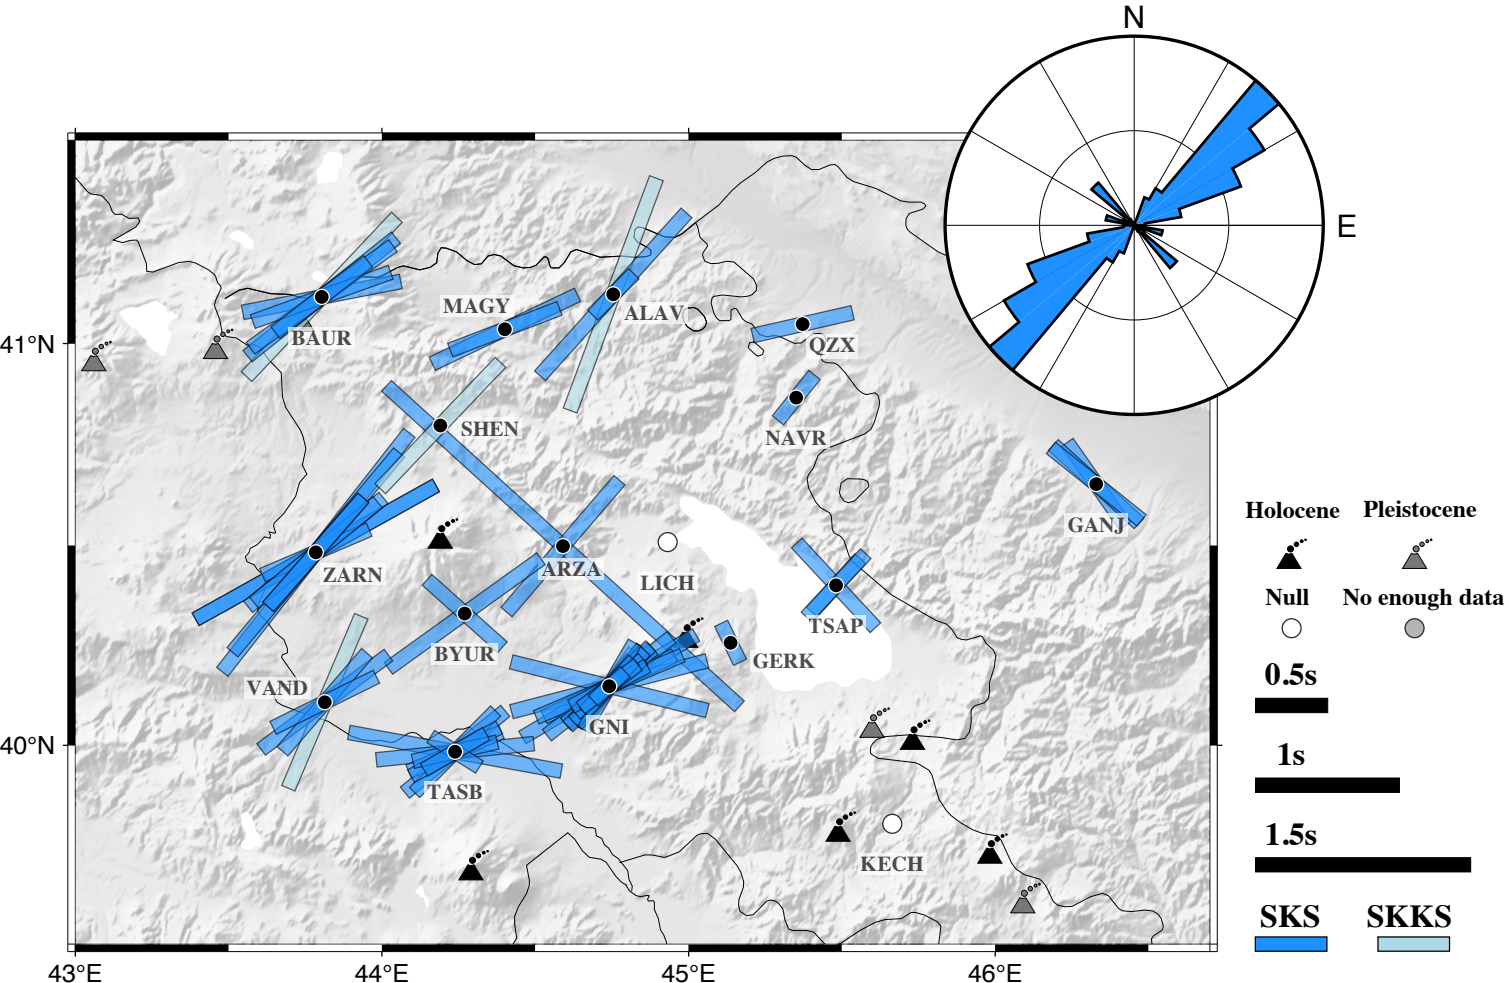 N
E
MAGY
ALAV
BAUR
QZX
41°N
SHEN
NAVR
GANJ
Holocene Pleistocene
ZARN
ARZA
LICH
Null No enough data
BYUR
TSAP
GERK
VAND
GNI
0.5s
40°N
TASB
1s
KECH
1.5s
SKS SKKS
43°E 44°E 45°E 46°E